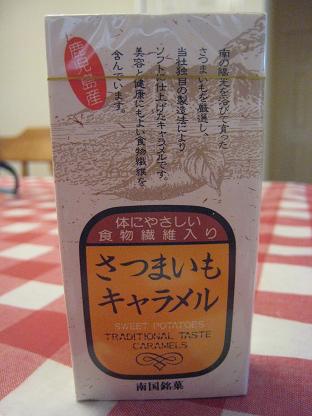 鹿児島産
南の陽光を浴びて育った
さつまいもを厳選し、
当社独自の製造法により
ソフトに仕上げたキャラメルです。
美容と健康にもよい食物繊維を
含んでいます。
体にやさしい
食物繊維入り
さつまいも
キャラメル
SWEET POTATOES
TRADITIONAL TASTE
CARAMELS
南国銘菓